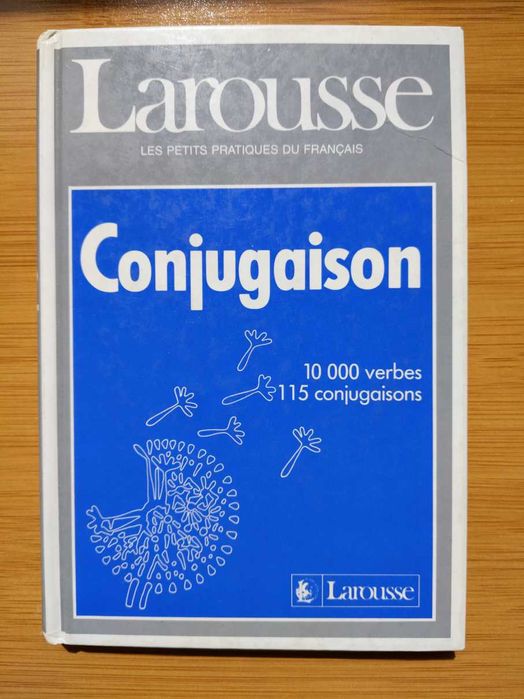 Larousse
LES PETITS PRATIQUES DU FRANÇAIS
Conjugaison
10 000 verbes
115 conjugaisons
Larousse